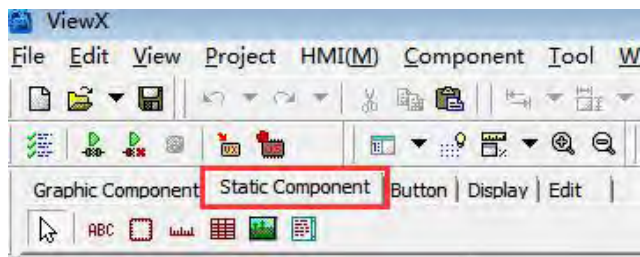 ViewX
File Edit View Project HMI(M) Component Tool W
Graphic Component Static Component Button Display Edit
ABC